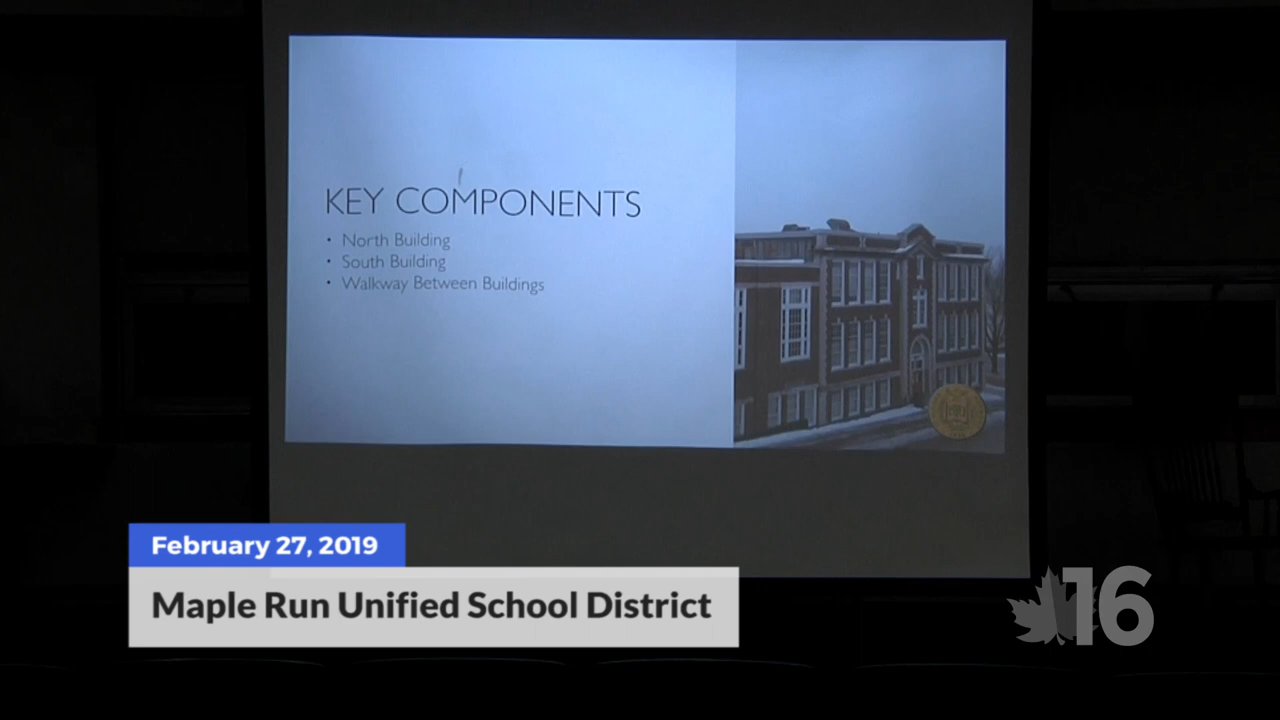 KEY COMPONENTS
• North Building
• South Building
• Walkway Between Buildings
February 27, 2019
Maple Run Unified School District
16